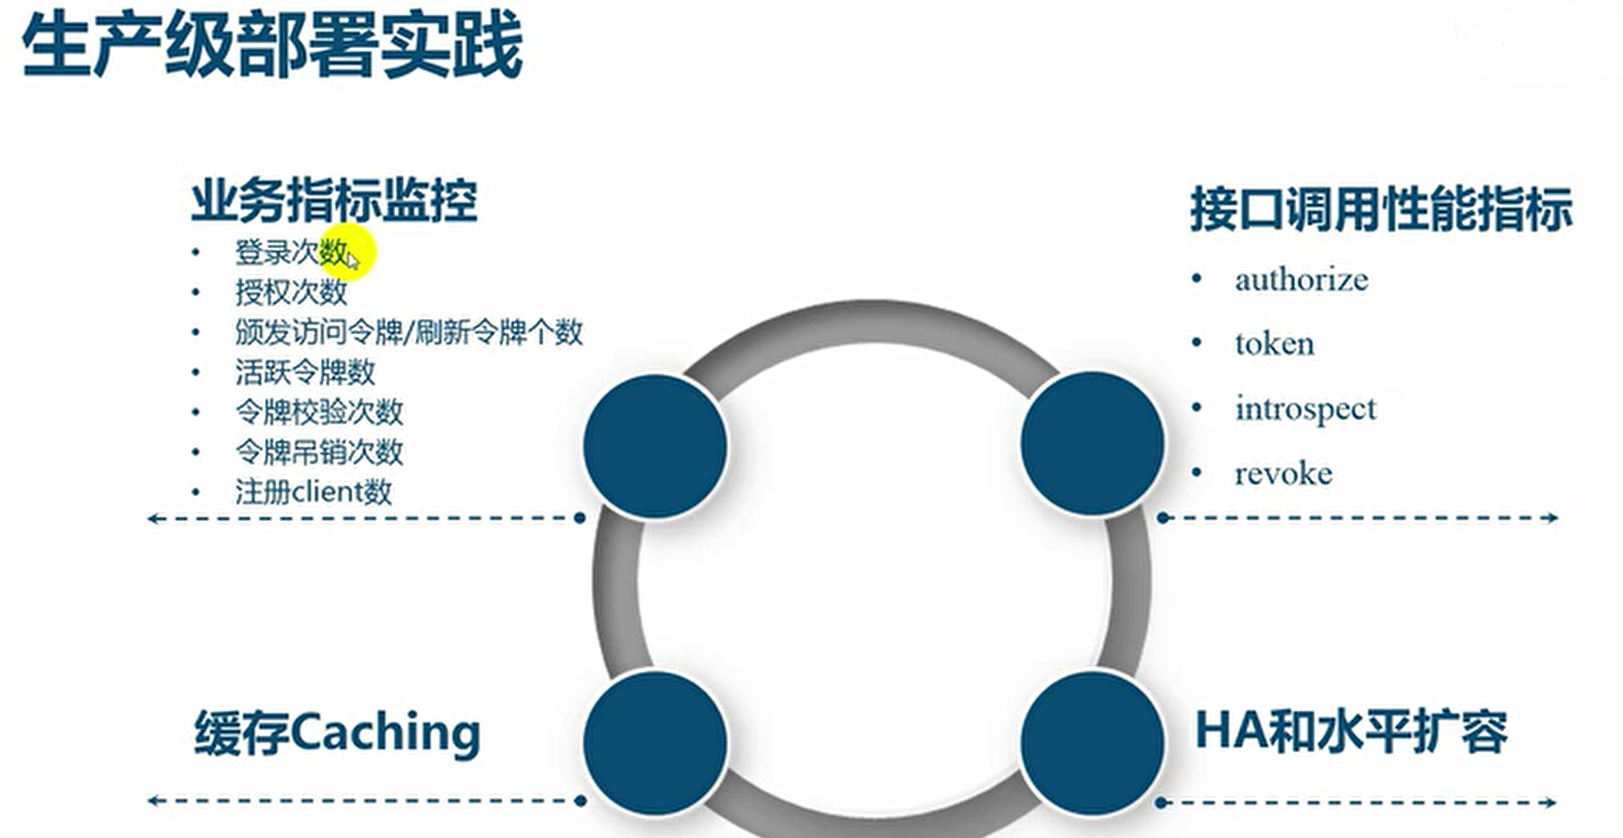 生产级部署实践
业务指标监控
• 登录次数
• 授权次数
• 颁发访问令牌/刷新令牌个数
• 活跃令牌数
• 令牌校验次数
• 令牌吊销次数
• 注册client数
接口调用性能指标
• authorize
• token
• introspect
• revoke
缓存Caching
HA和水平扩容